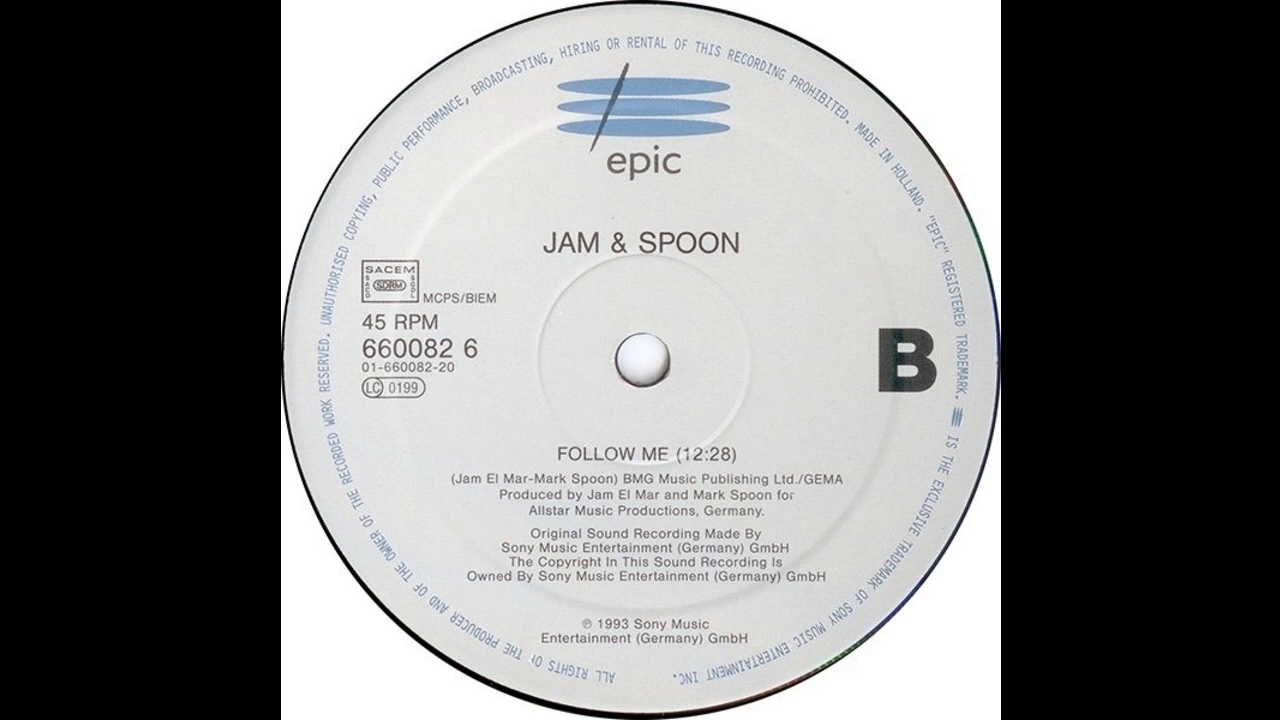 UNAUTHORISED COPYING, PUBLIC PERFORMANCE, BROADCASTING, HIRING OR RENTAL OF THIS RECORDING PROHIBITED. MADE IN HOLLAND. "EPIC" REGISTERED TRADEMARK.
IS THE EXCLUSIVE TRADEMARK OF SONY MUSIC ENTERTAINMENT INC.
ALL RIGHTS OF THE PRODUCER AND OF THE OWNER OF THE RECORDED WORK RESERVED.
epic
JAM & SPOON
SACEM
SACD SDRM SGDL
MCPS/BIEM
45 RPM
660082 6
01-660082-20
LC 0199
B
FOLLOW ME (12:28)
(Jam El Mar-Mark Spoon) BMG Music Publishing Ltd./GEMA
Produced by Jam El Mar and Mark Spoon for
Allstar Music Productions, Germany.
Original Sound Recording Made By
Sony Music Entertainment (Germany) GmbH
The Copyright In This Sound Recording Is
Owned By Sony Music Entertainment (Germany) GmbH
℗ 1993 Sony Music
Entertainment (Germany) GmbH